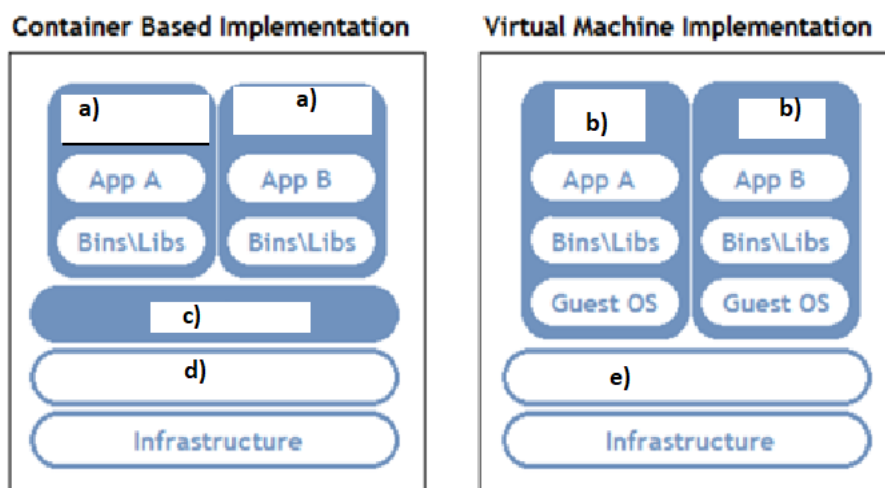 Container Based Implementation
a)
a)
App A
App B
Bins\Libs
Bins\Libs
c)
d)
Infrastructure
Virtual Machine Implementation
b)
b)
App A
App B
Bins\Libs
Bins\Libs
Guest OS
Guest OS
e)
Infrastructure